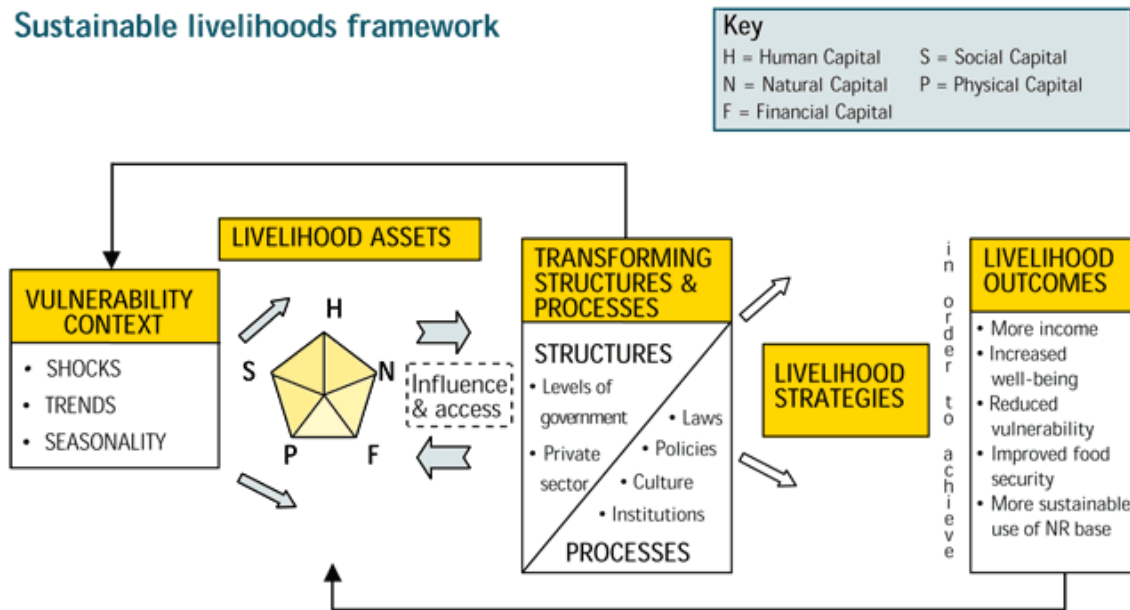 Sustainable livelihoods framework
Key
H = Human Capital
S = Social Capital
N = Natural Capital
P = Physical Capital
F = Financial Capital
LIVELIHOOD ASSETS
VULNERABILITY
CONTEXT
• SHOCKS
• TRENDS
• SEASONALITY
H
S
N
P
F
Influence
& access
TRANSFORMING
STRUCTURES &
PROCESSES
STRUCTURES
• Levels of
government
• Private
sector
• Laws
• Policies
• Culture
• Institutions
PROCESSES
LIVELIHOOD
STRATEGIES
in order to achieve
LIVELIHOOD
OUTCOMES
• More income
• Increased
well-being
• Reduced
vulnerability
• Improved food
security
• More sustainable
use of NR base